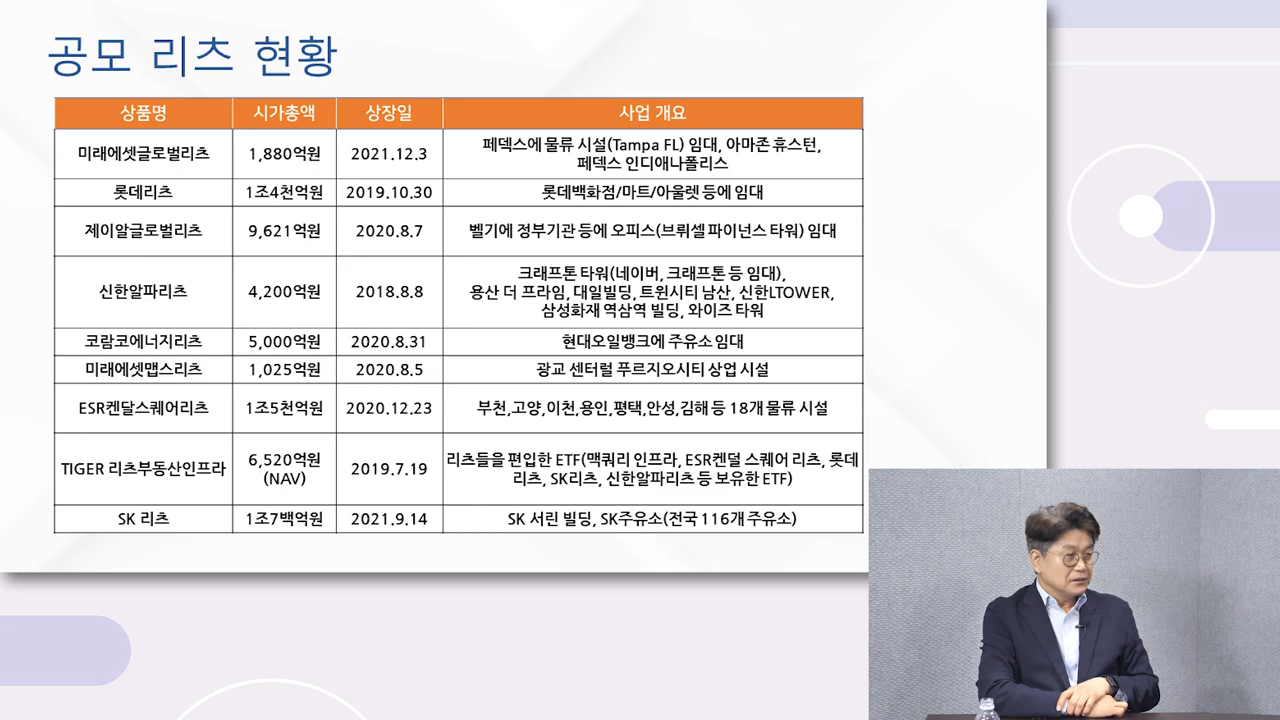 공모 리츠 현황
상품명 시가총액 상장일 사업 개요
미래에셋글로벌리츠 1,880억원 2021.12.3 페덱스에 물류 시설(Tampa FL) 임대, 아마존 휴스턴,
페덱스 인디애나폴리스
롯데리츠 1조4천억원 2019.10.30 롯데백화점/마트/아울렛 등에 임대
제이알글로벌리츠 9,621억원 2020.8.7 벨기에 정부기관 등에 오피스(브뤼셀 파이넌스 타워) 임대
신한알파리츠 4,200억원 2018.8.8 크래프톤 타워(네이버, 크래프톤 등 임대),
용산 더 프라임, 대일빌딩, 트윈시티 남산, 신한LTOWER,
삼성화재 역삼역 빌딩, 와이즈 타워
코람코에너지리츠 5,000억원 2020.8.31 현대오일뱅크에 주유소 임대
미래에셋맵스리츠 1,025억원 2020.8.5 광교 센터럴 푸르지오시티 상업 시설
ESR켄달스퀘어리츠 1조5천억원 2020.12.23 부천,고양,이천,용인,평택,안성,김해 등 18개 물류 시설
TIGER 리츠부동산인프라 6,520억원
(NAV) 2019.7.19 리츠들을 편입한 ETF(맥쿼리 인프라, ESR켄덜 스퀘어 리츠, 롯데
리츠, SK리츠, 신한알파리츠 등 보유한 ETF)
SK 리츠 1조7백억원 2021.9.14 SK 서린 빌딩, SK주유소(전국 116개 주유소)